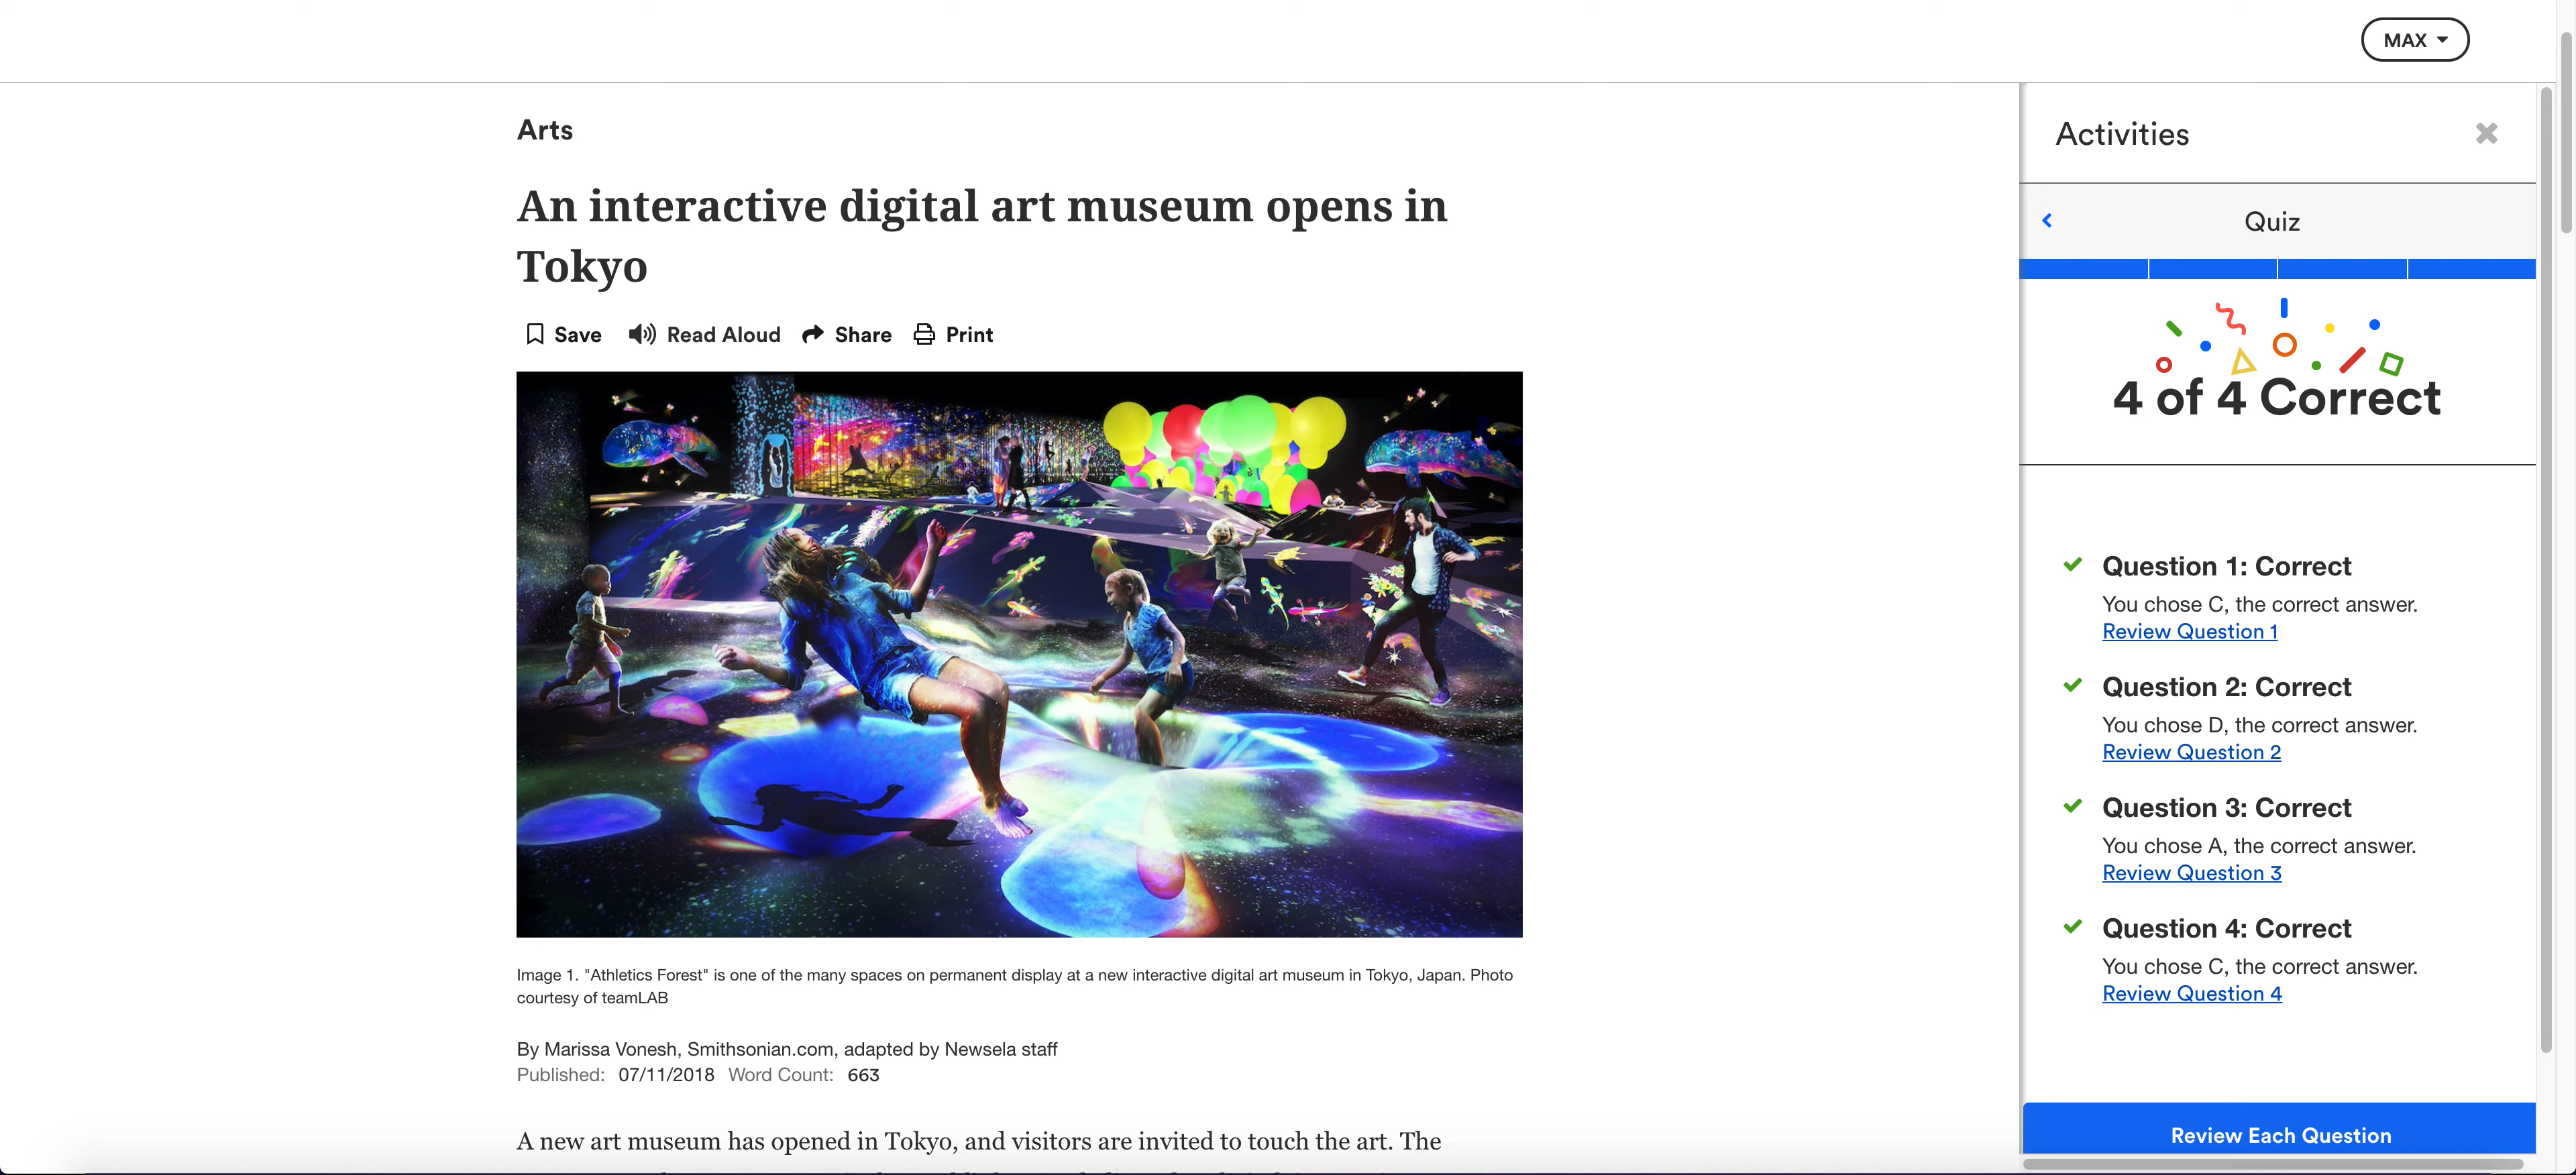 MAX
Arts
An interactive digital art museum opens in
Tokyo
Save Read Aloud Share Print
Image 1. "Athletics Forest" is one of the many spaces on permanent display at a new interactive digital art museum in Tokyo, Japan. Photo
courtesy of teamLAB
By Marissa Vonesh, Smithsonian.com, adapted by Newsela staff
Published: 07/11/2018 Word Count: 663
A new art museum has opened in Tokyo, and visitors are invited to touch the art. The
Activities
Quiz
4 of 4 Correct
Question 1: Correct
You chose C, the correct answer.
Review Question 1
Question 2: Correct
You chose D, the correct answer.
Review Question 2
Question 3: Correct
You chose A, the correct answer.
Review Question 3
Question 4: Correct
You chose C, the correct answer.
Review Question 4
Review Each Question